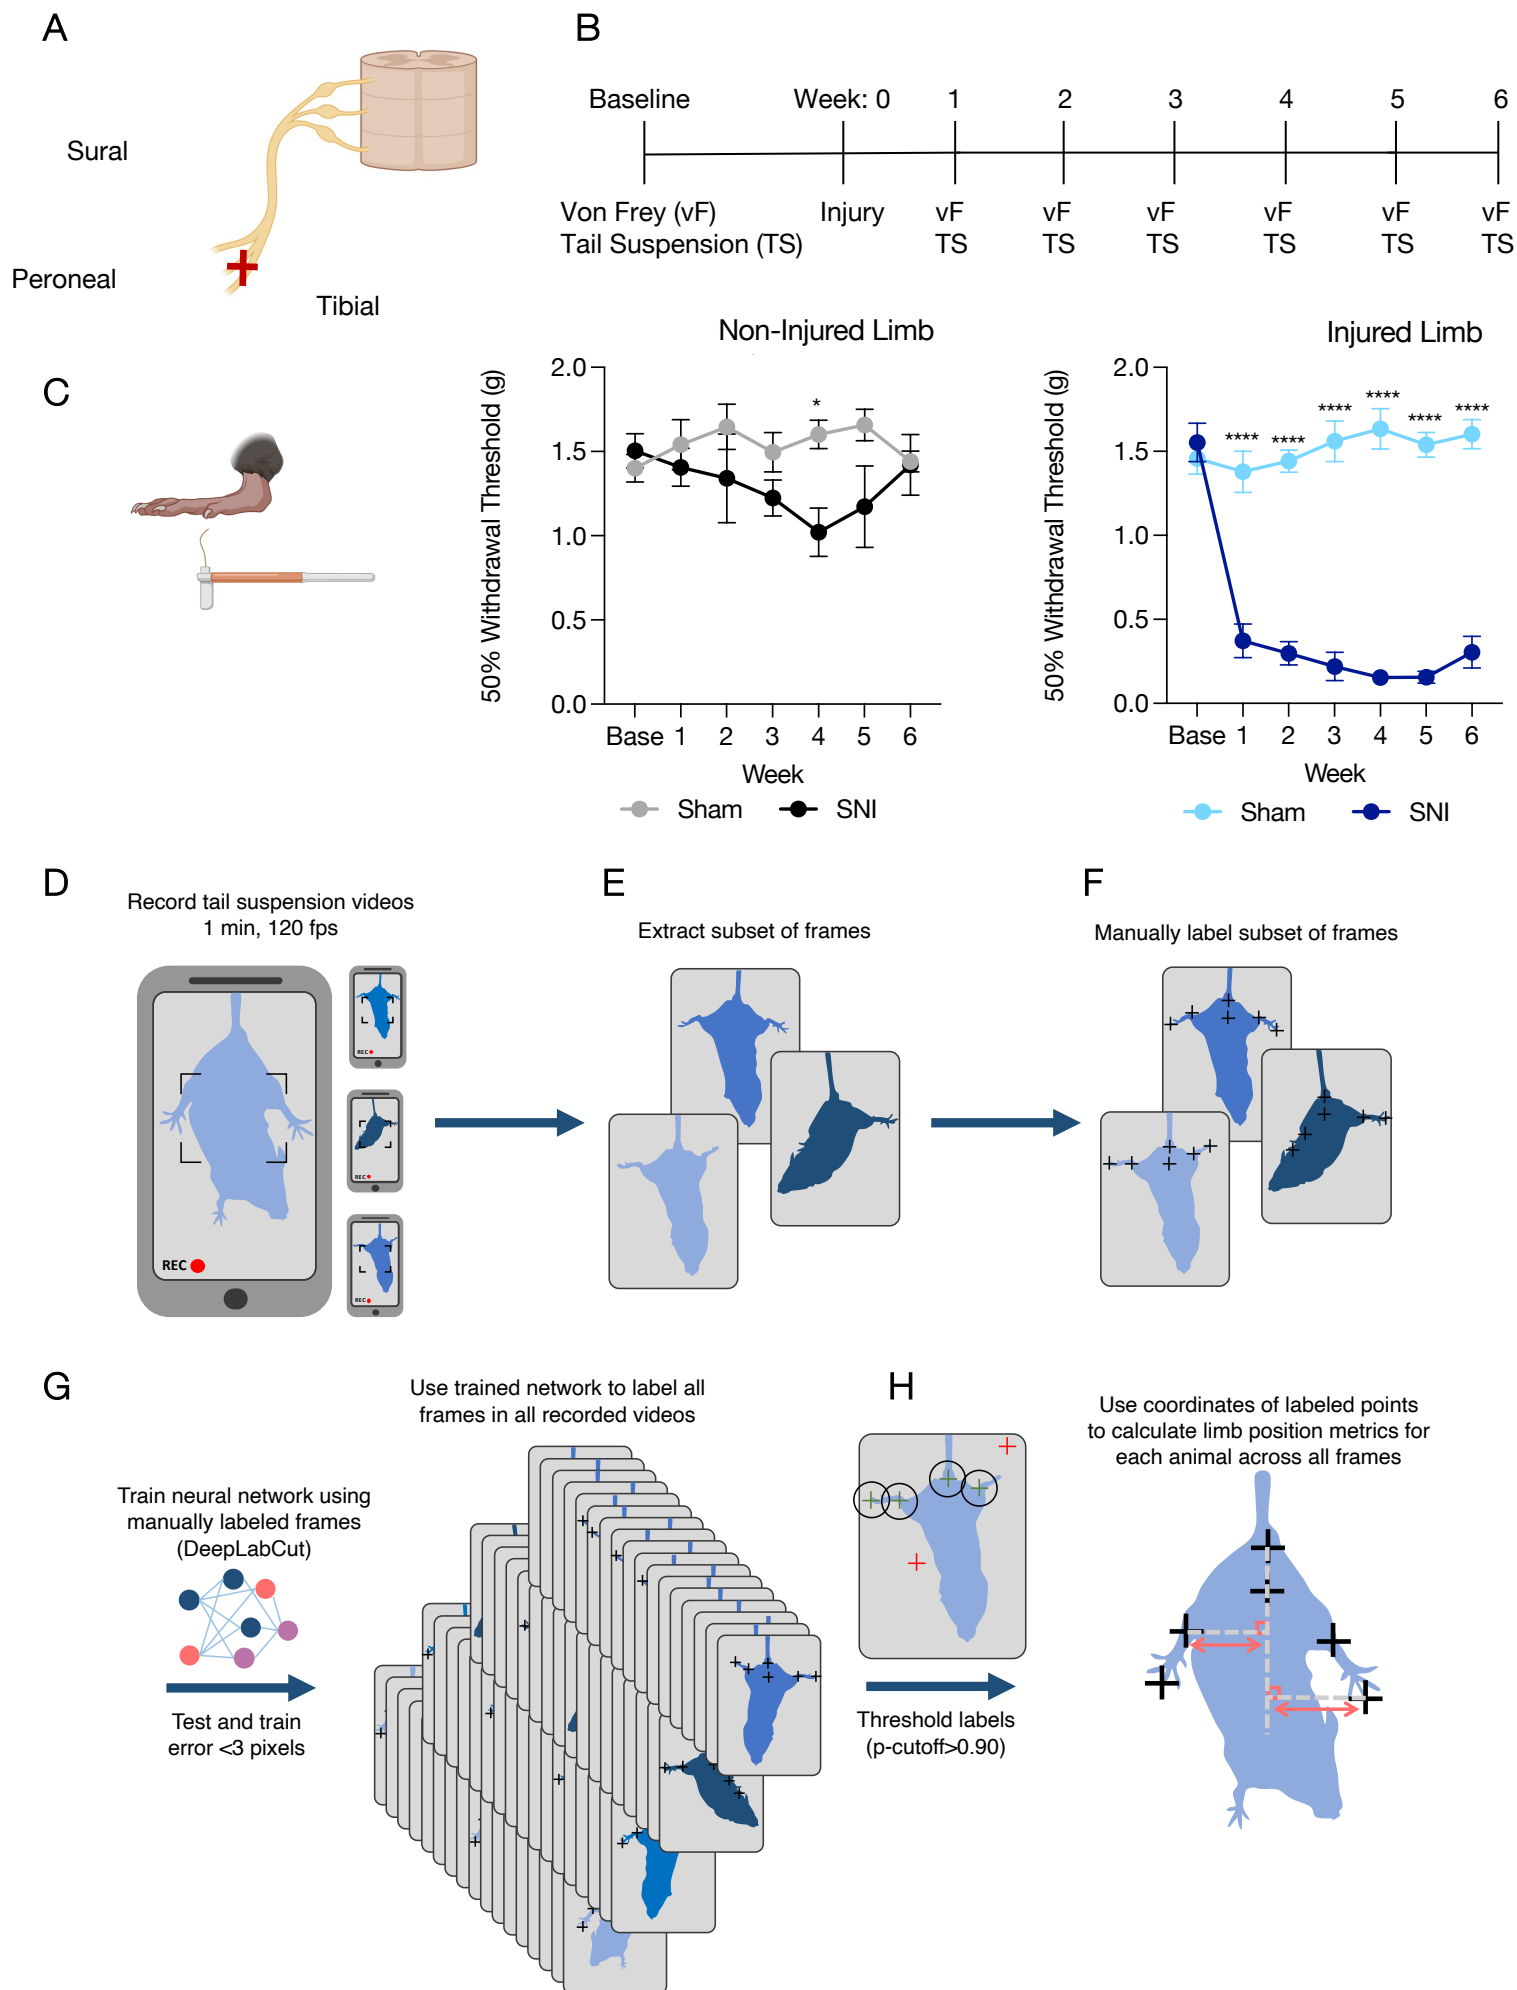 A
Sural
Peroneal
Tibial
B
Baseline Week: 0 1 2 3 4 5 6
Von Frey (vF) Injury vF vF vF vF vF vF
Tail Suspension (TS) TS TS TS TS TS TS
C
Non-Injured Limb
50% Withdrawal Threshold (g)
2.0
1.5
1.0
0.5
0.0
*
Base 1 2 3 4 5 6
Week
Sham SNI
Injured Limb
50% Withdrawal Threshold (g)
2.0
1.5
1.0
0.5
0.0
**** **** **** **** **** ****
Base 1 2 3 4 5 6
Week
Sham SNI
D
Record tail suspension videos
1 min, 120 fps
REC
REC
REC
REC
E
Extract subset of frames
F
Manually label subset of frames
G
Train neural network using
manually labeled frames
(DeepLabCut)
Test and train
error <3 pixels
Use trained network to label all
frames in all recorded videos
H
Threshold labels
(p-cutoff>0.90)
Use coordinates of labeled points
to calculate limb position metrics for
each animal across all frames